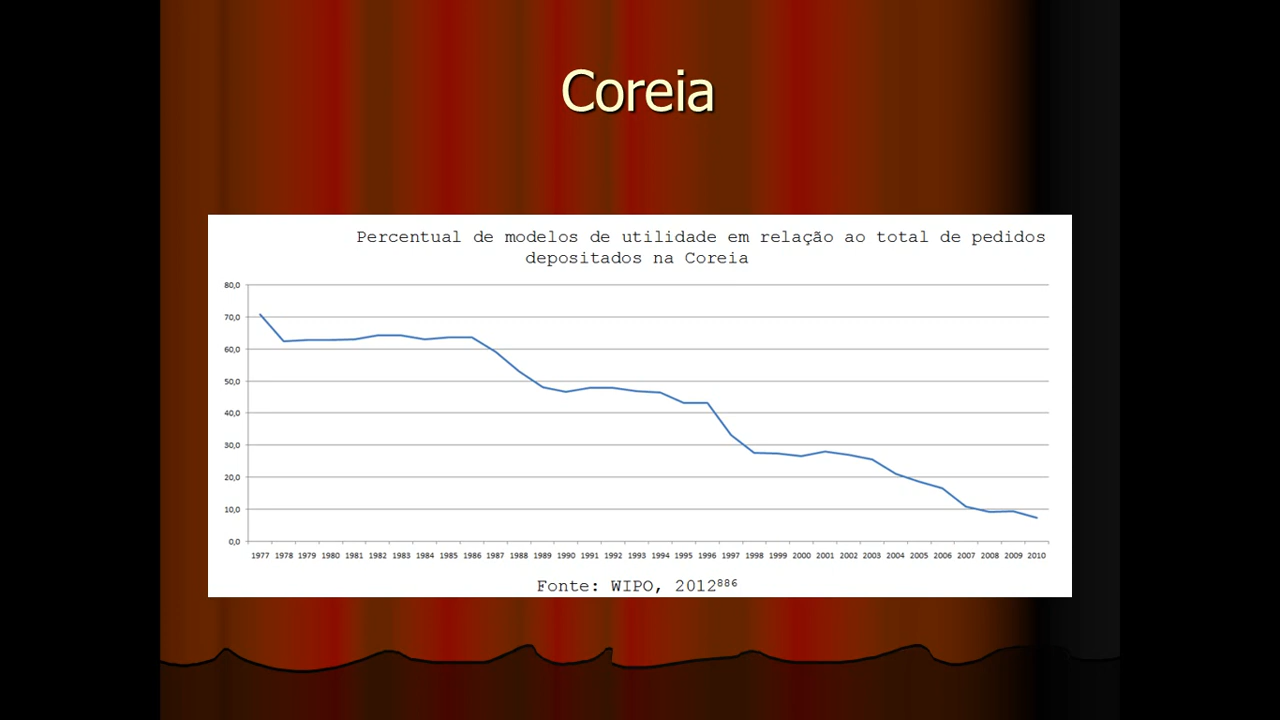 Coreia
Percentual de modelos de utilidade em relação ao total de pedidos
depositados na Coreia
80,0
70,0
60,0
50,0
40,0
30,0
20,0
10,0
0,0
1977 1978 1979 1980 1981 1982 1983 1984 1985 1986 1987 1988 1989 1990 1991 1992 1993 1994 1995 1996 1997 1998 1999 2000 2001 2002 2003 2004 2005 2006 2007 2008 2009 2010
Fonte: WIPO, 2012⁸⁸⁶